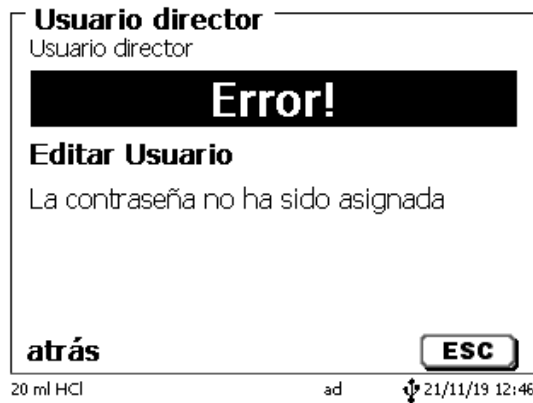 Usuario director
Usuario director
Error!
Editar Usuario
La contraseña no ha sido asignada
atrás ESC
20 ml HCl ad 21/11/19 12:46